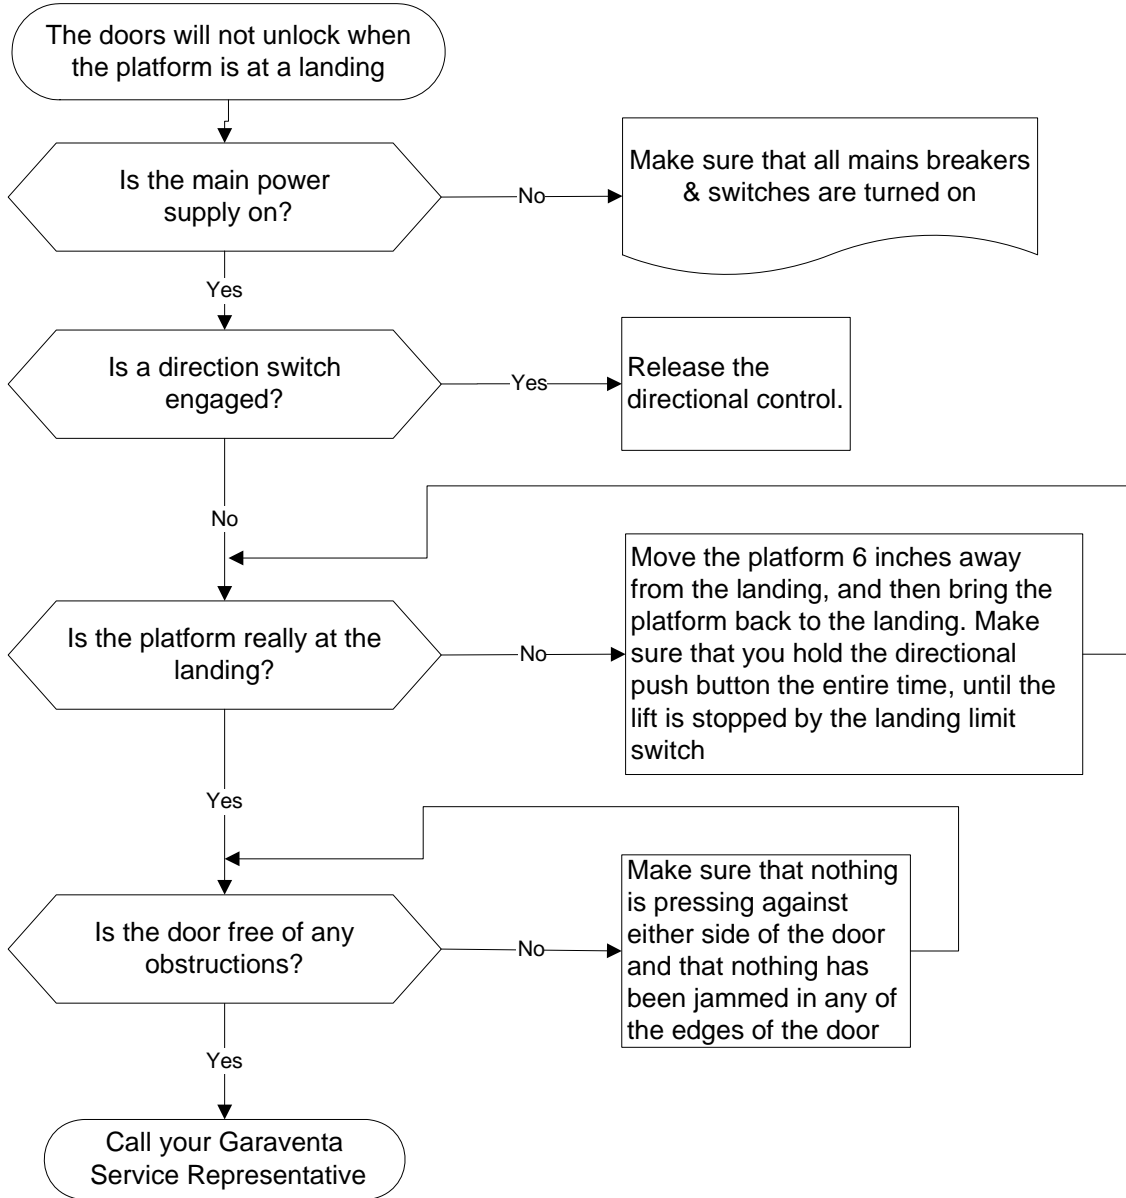 The doors will not unlock when
the platform is at a landing
Is the main power
supply on?
No
Make sure that all mains breakers
& switches are turned on
Yes
Is a direction switch
engaged?
Yes
Release the
directional control.
No
Is the platform really at the
landing?
No
Move the platform 6 inches away
from the landing, and then bring the
platform back to the landing. Make
sure that you hold the directional
push button the entire time, until the
lift is stopped by the landing limit
switch
Yes
Is the door free of any
obstructions?
No
Make sure that nothing
is pressing against
either side of the door
and that nothing has
been jammed in any of
the edges of the door
Yes
Call your Garaventa
Service Representative